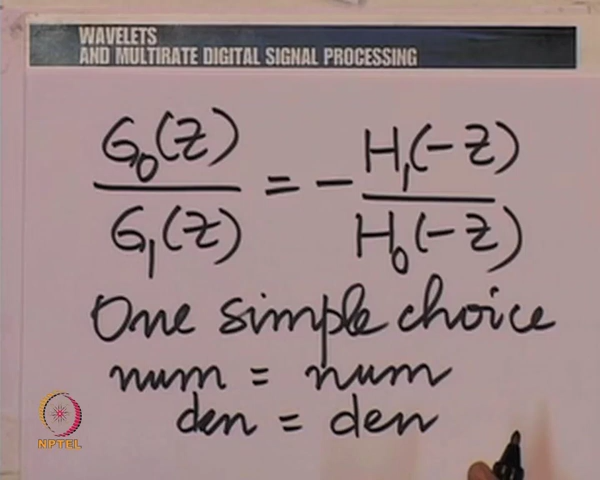 WAVELETS
AND MULTIRATE DIGITAL SIGNAL PROCESSING
G₀(Z) / G₁(Z) = - H₁(-Z) / H₀(-Z)
One simple choice
num = num
den = den
NPTEL